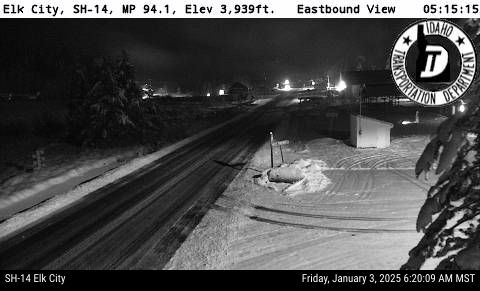 Elk City, SH-14, MP 94.1, Elev 3,939ft. Eastbound View 05:15:15
IDAHO
TRANSPORTATION DEPARTMENT
SH-14 Elk City Friday, January 3, 2025 6:20:09 AM MST